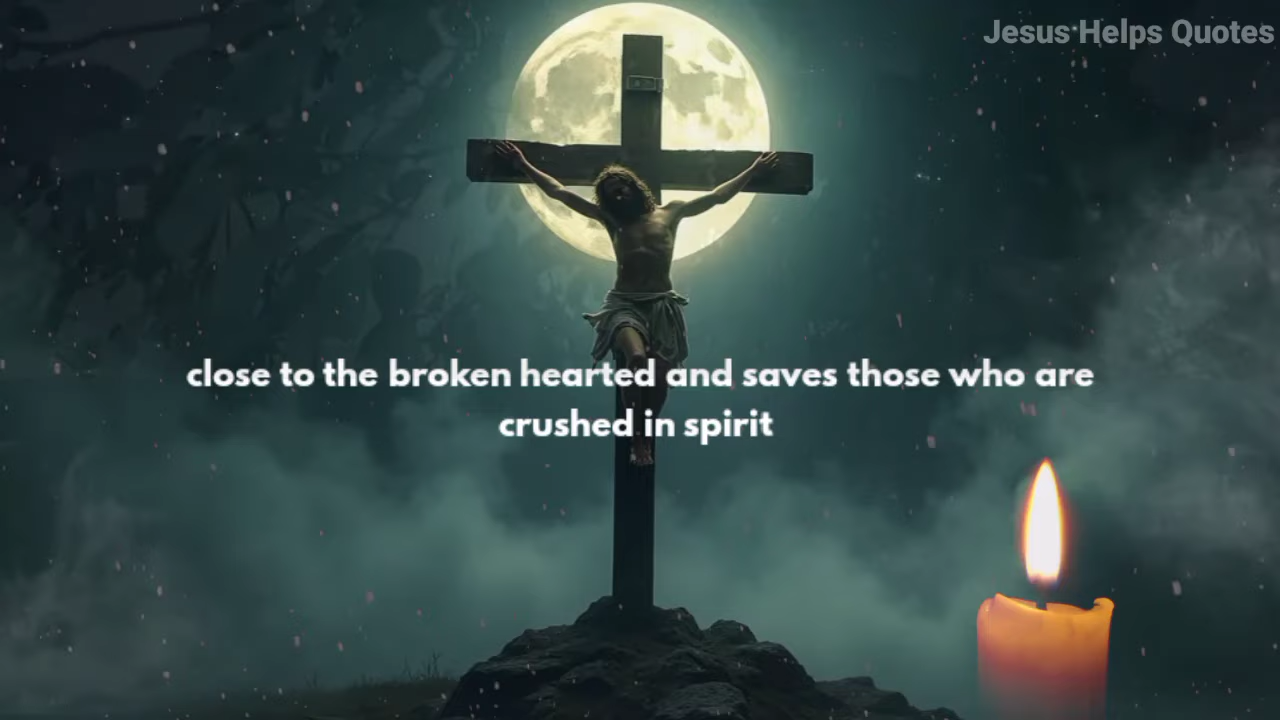 Jesus Helps Quotes
close to the broken hearted and saves those who are
crushed in spirit